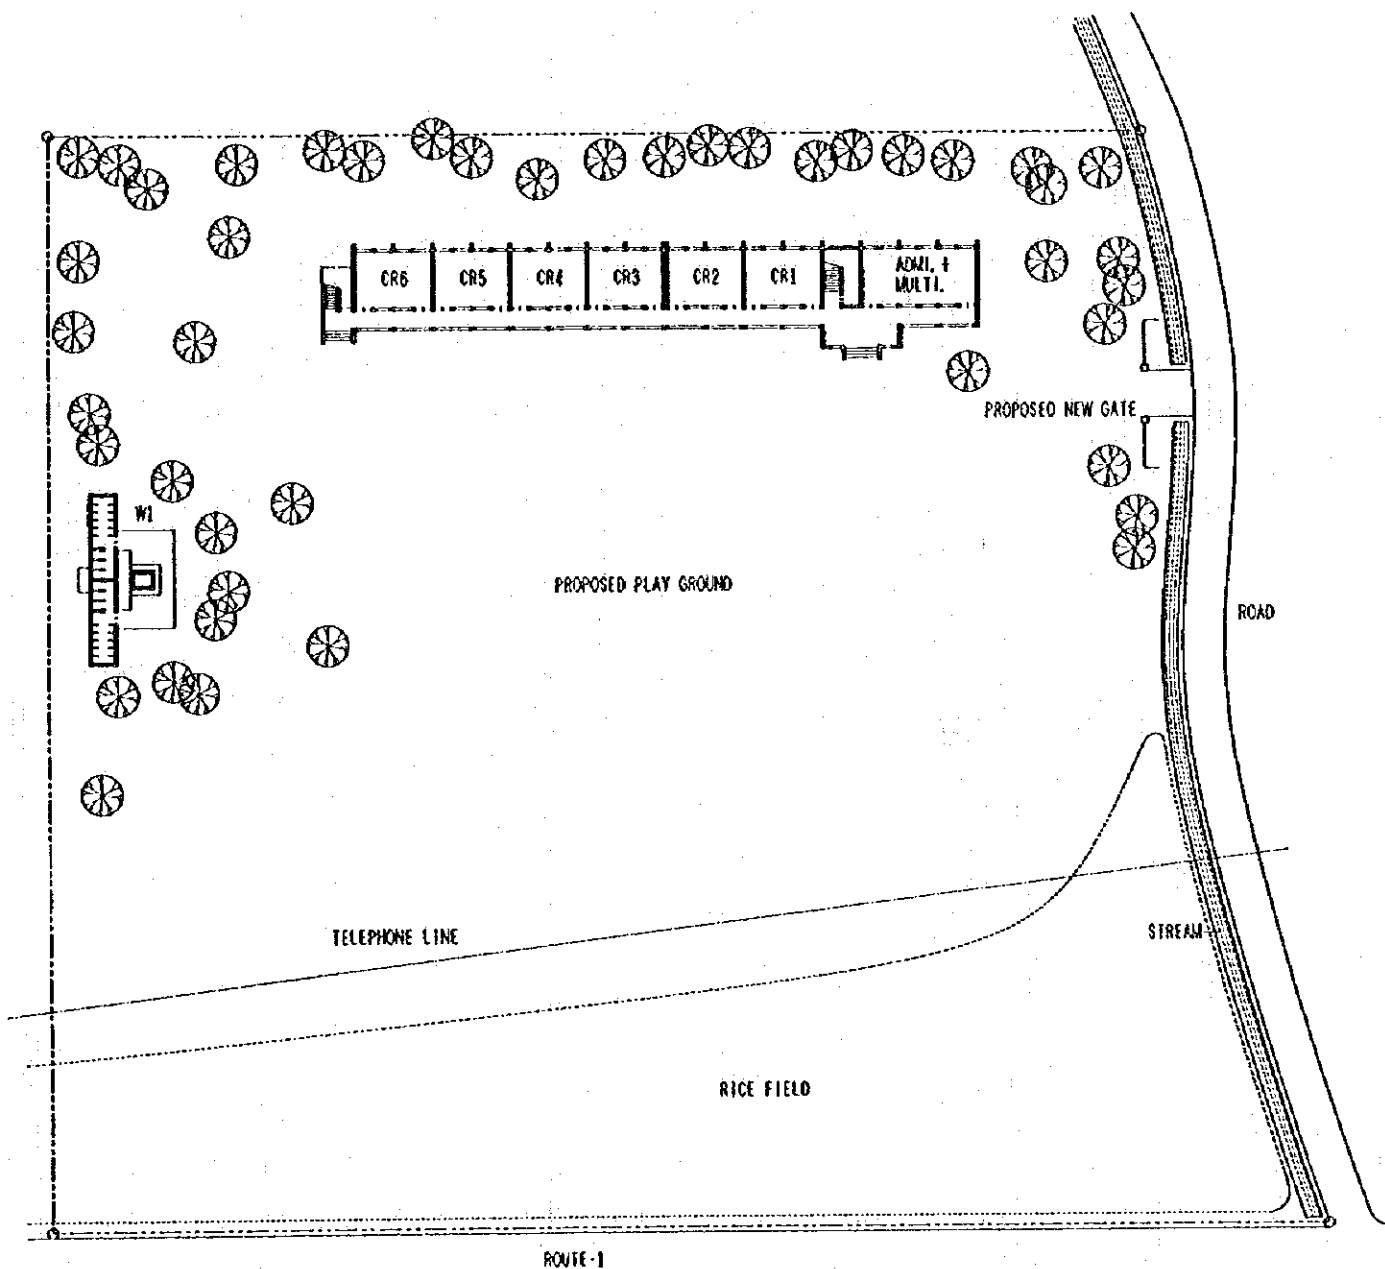 CR6
CR5
CR4
CR3
CR2
CR1
ADMI. +
MULTI.
PROPOSED NEW GATE
W1
PROPOSED PLAY GROUND
ROAD
TELEPHONE LINE
STREAM
RICE FIELD
ROUTE-1